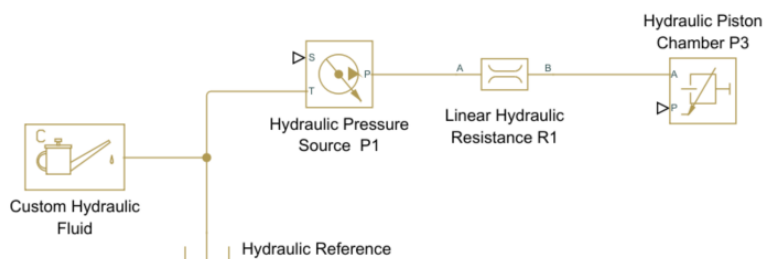 Hydraulic Piston
Chamber P3
S
P
T
A
B
A
P
Hydraulic Pressure
Source P1
Linear Hydraulic
Resistance R1
C
Custom Hydraulic
Fluid
Hydraulic Reference